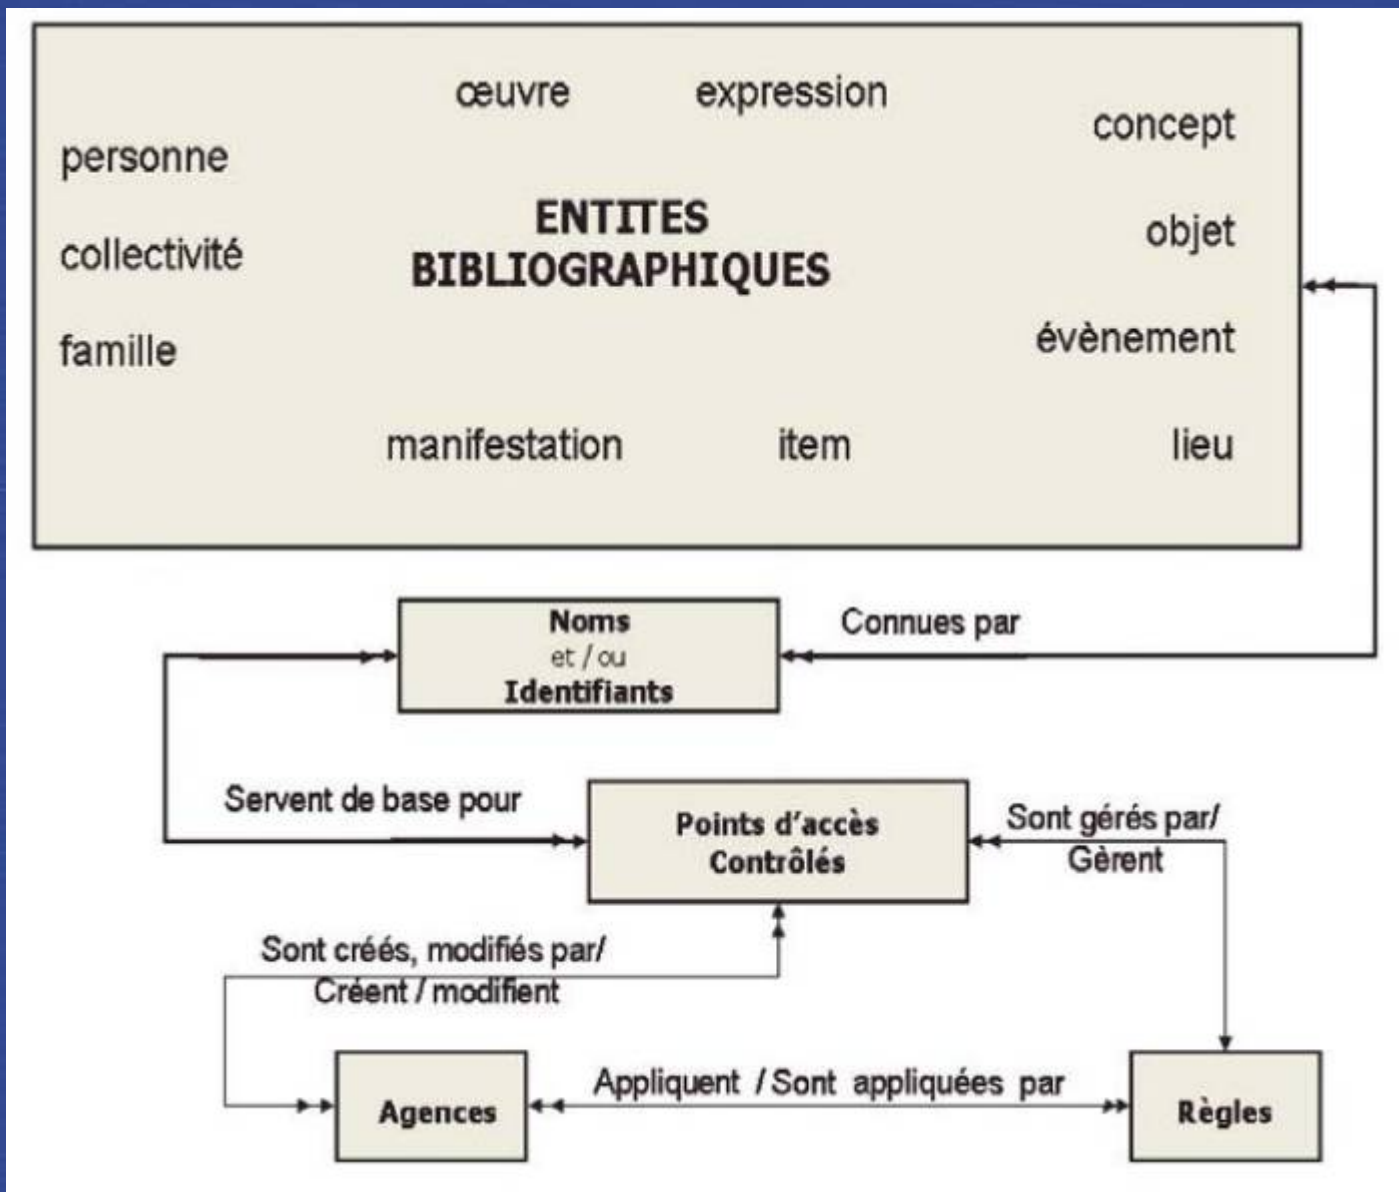 œuvre expression
concept
personne
ENTITES
objet
collectivité
BIBLIOGRAPHIQUES
évènement
famille
manifestation item lieu
Noms
et / ou
Identifiants
Connues par
Servent de base pour
Points d’accès
Contrôlés
Sont gérés par/
Gèrent
Sont créés, modifiés par/
Créent / modifient
Agences
Appliquent / Sont appliquées par
Règles